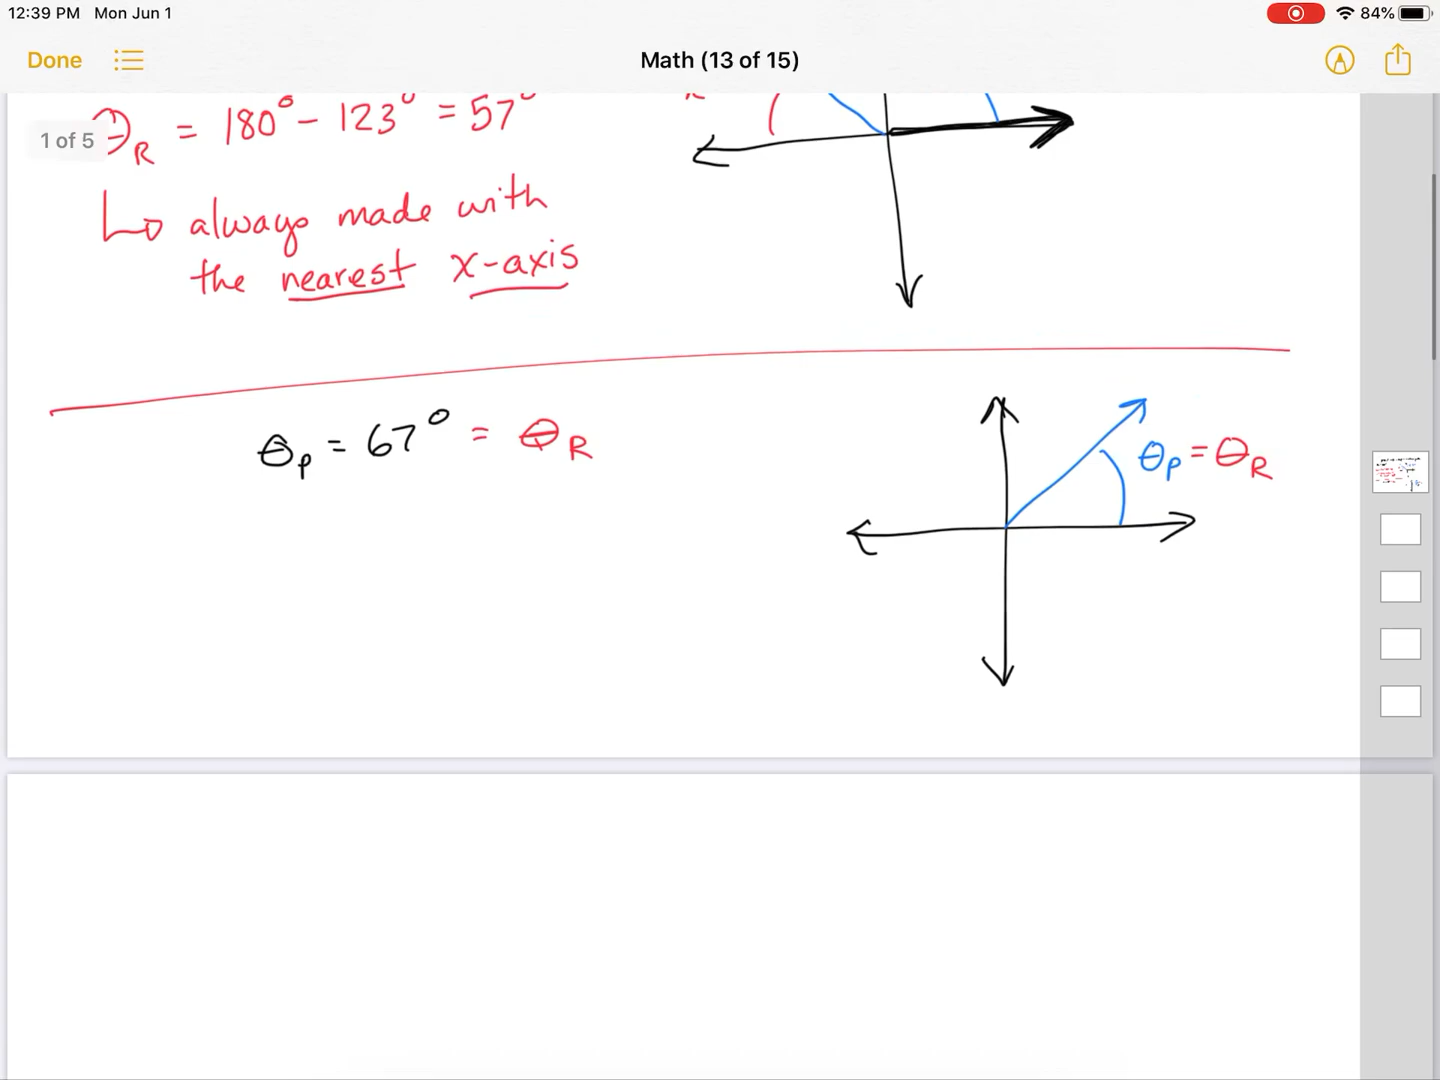 12:39 PM Mon Jun 1
84%
Done
Math (13 of 15)
1 of 5
θR = 180° - 123° = 57°
↳ always made with
the nearest x-axis
θP = 67° = θR
θP = θR